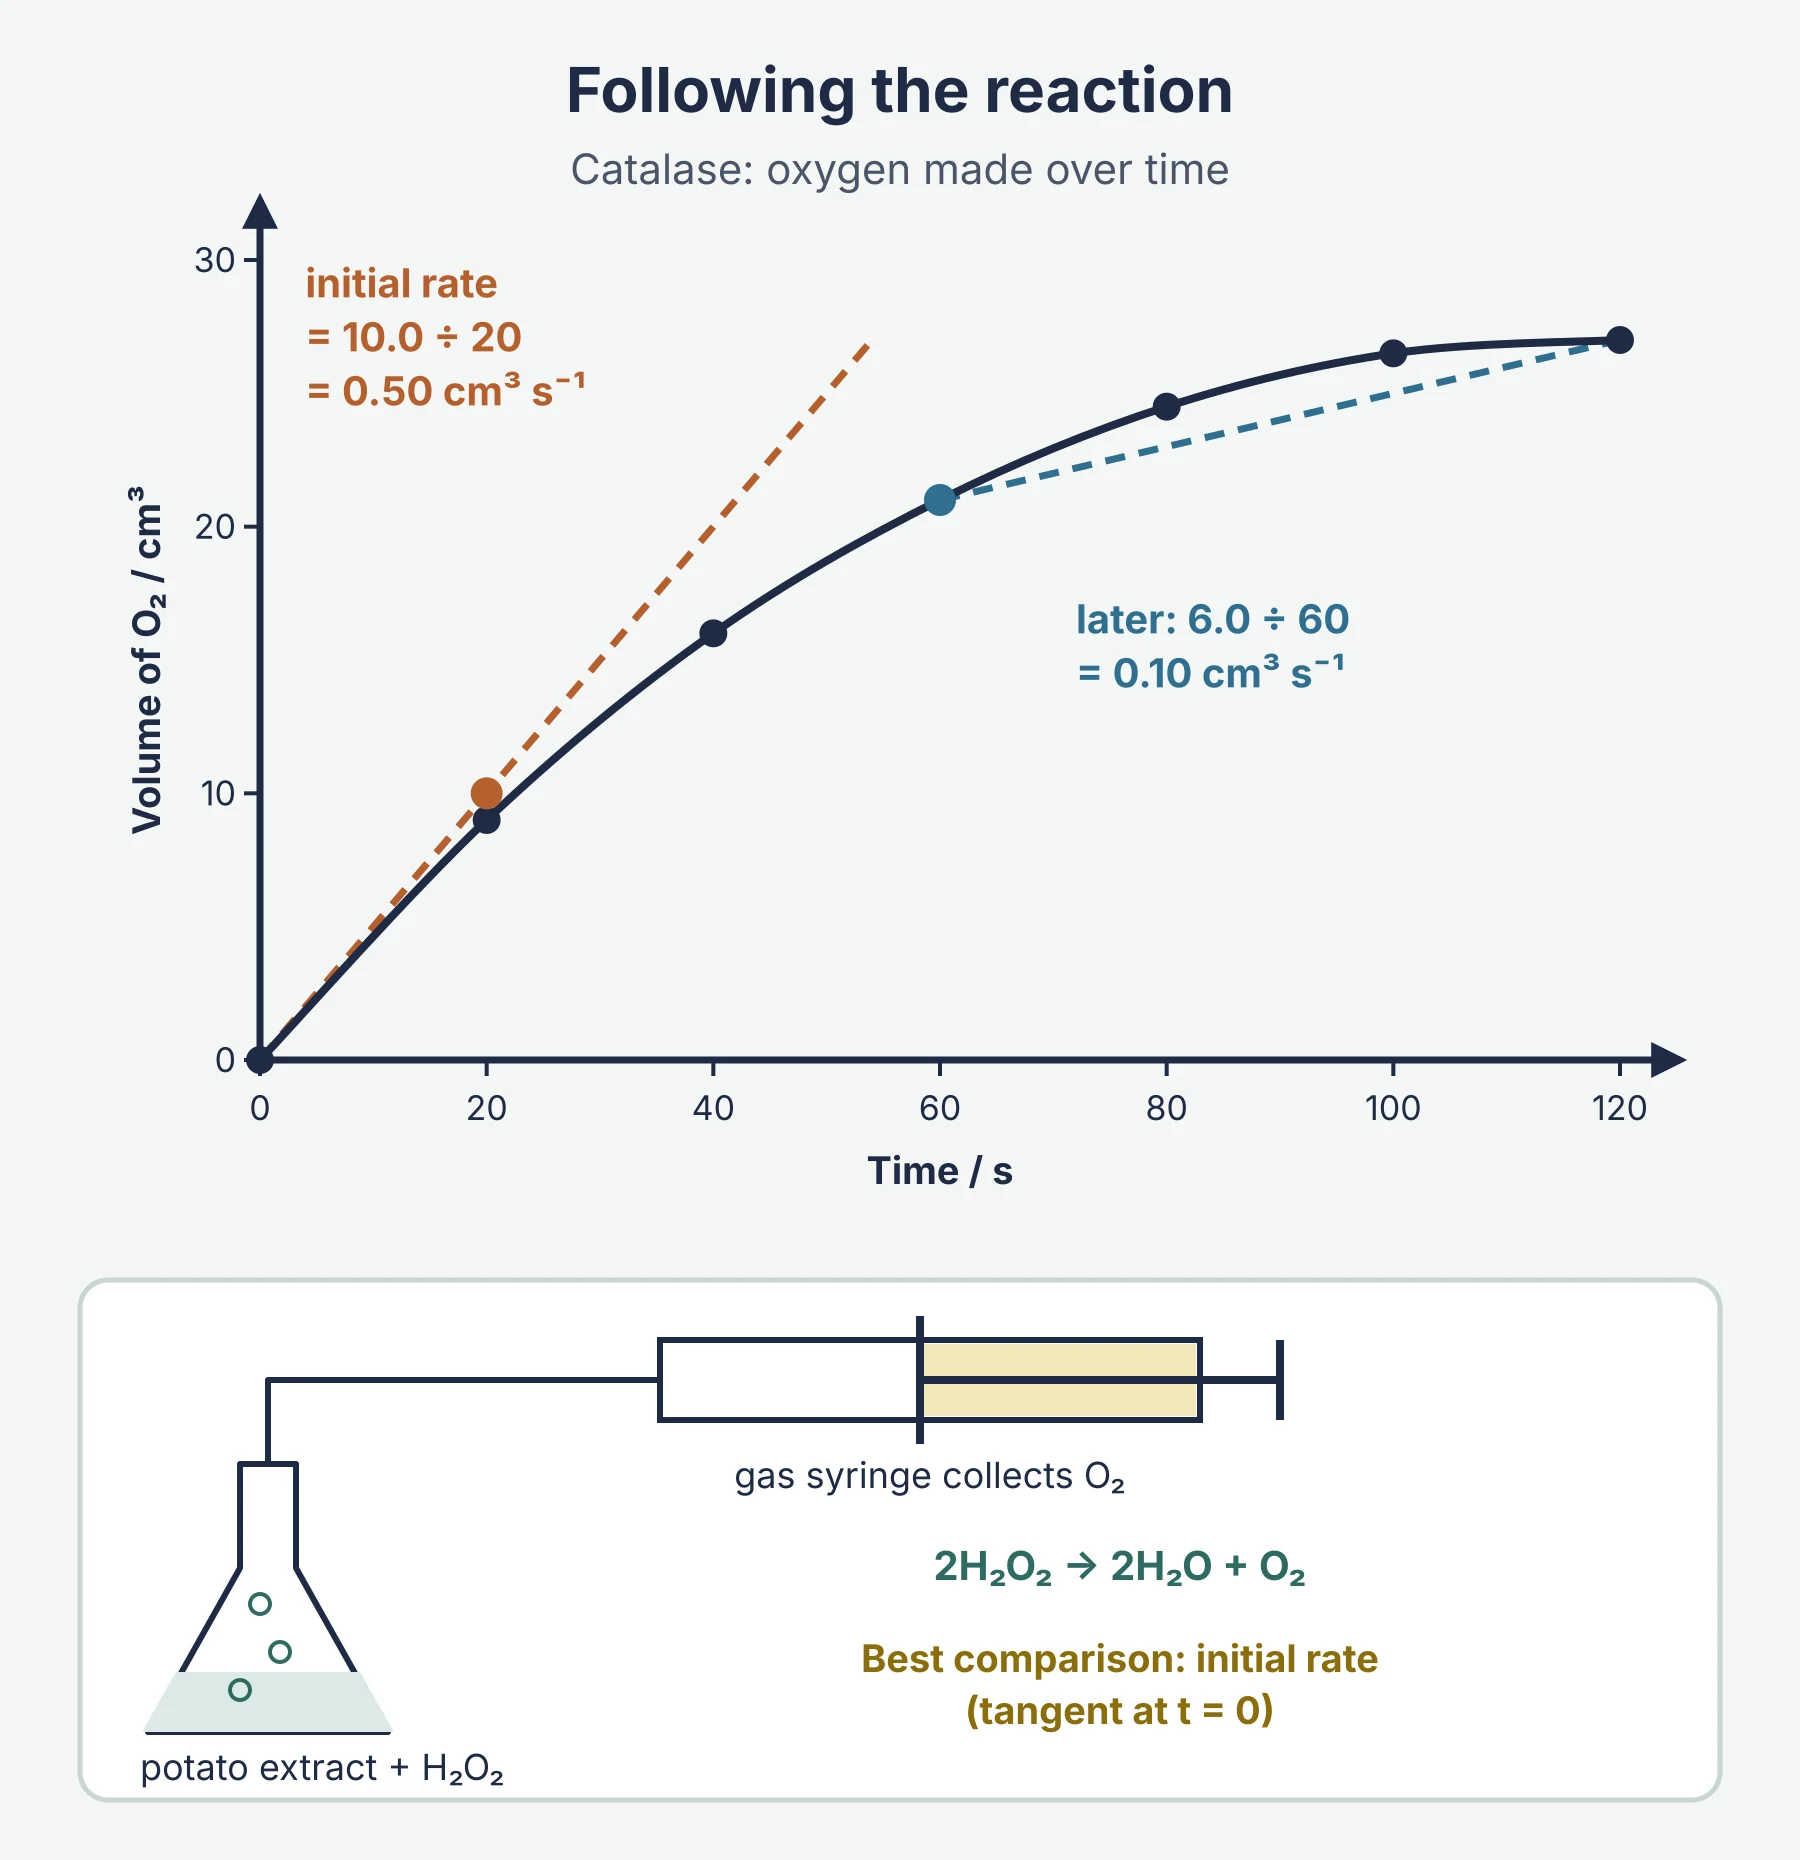 Following the reaction
Catalase: oxygen made over time
30
20
10
0
Volume of O₂ / cm³
initial rate
= 10.0 ÷ 20
= 0.50 cm³ s⁻¹
later: 6.0 ÷ 60
= 0.10 cm³ s⁻¹
0 20 40 60 80 100 120
Time / s
gas syringe collects O₂
2H₂O₂ → 2H₂O + O₂
Best comparison: initial rate
(tangent at t = 0)
potato extract + H₂O₂